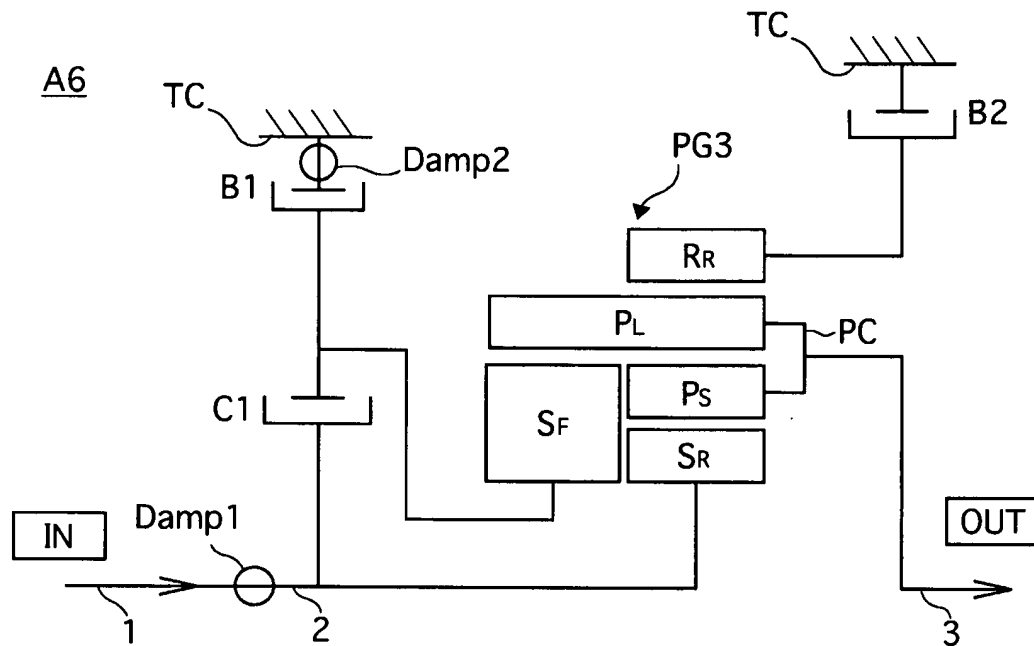 A6
TC
TC
B2
Damp2
PG3
B1
RR
PL
PC
C1
SF
PS
SR
Damp1
IN
OUT
1
2
3